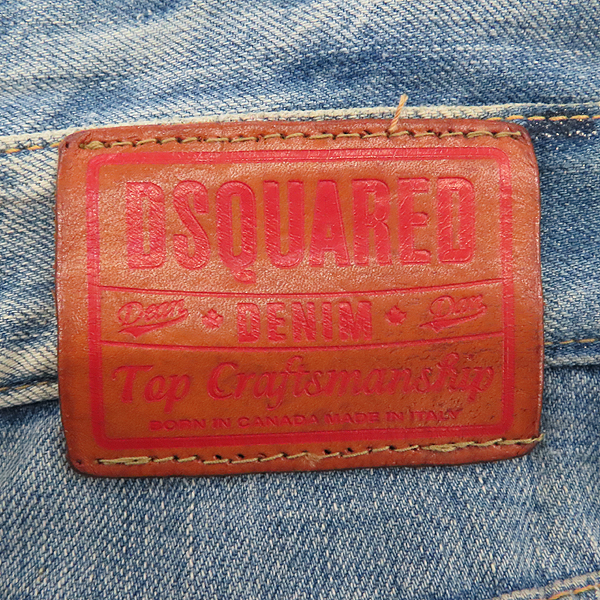 DSQUARED
Dean DENIM Dan
Top Craftsmanship
BORN IN CANADA MADE IN ITALY